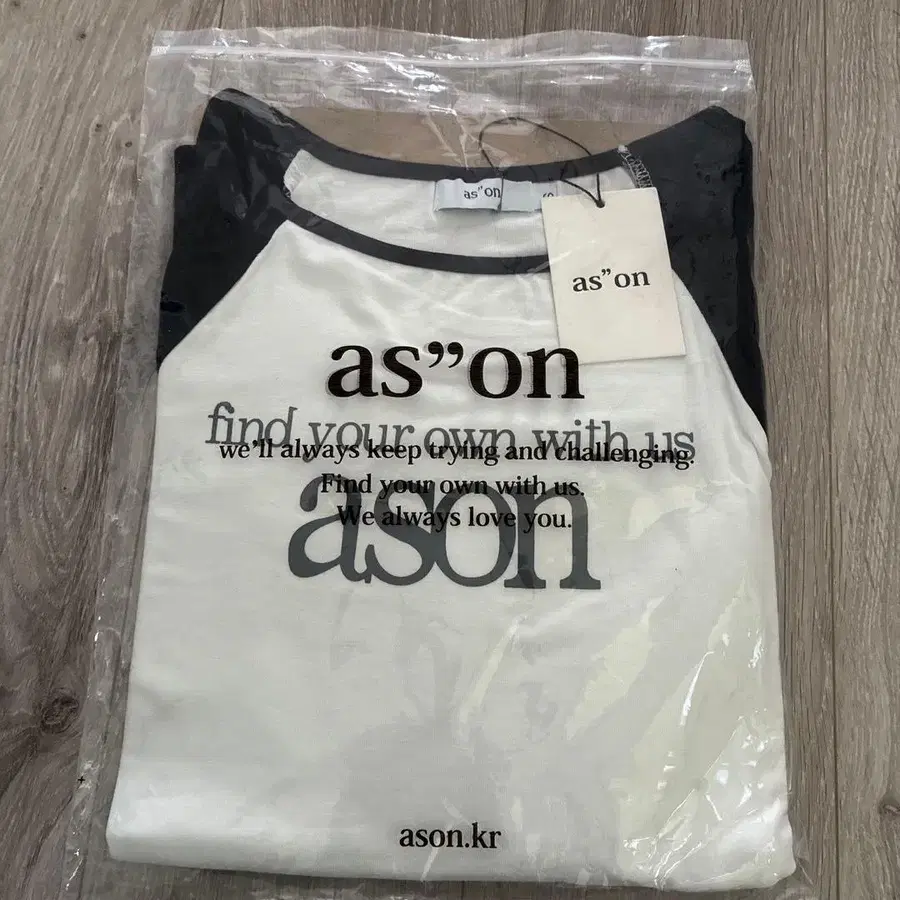 as"on
as”on
as”on
find your own with us
we'll always keep trying and challenging.
Find your own with us.
We always love you.
ason
ason.kr